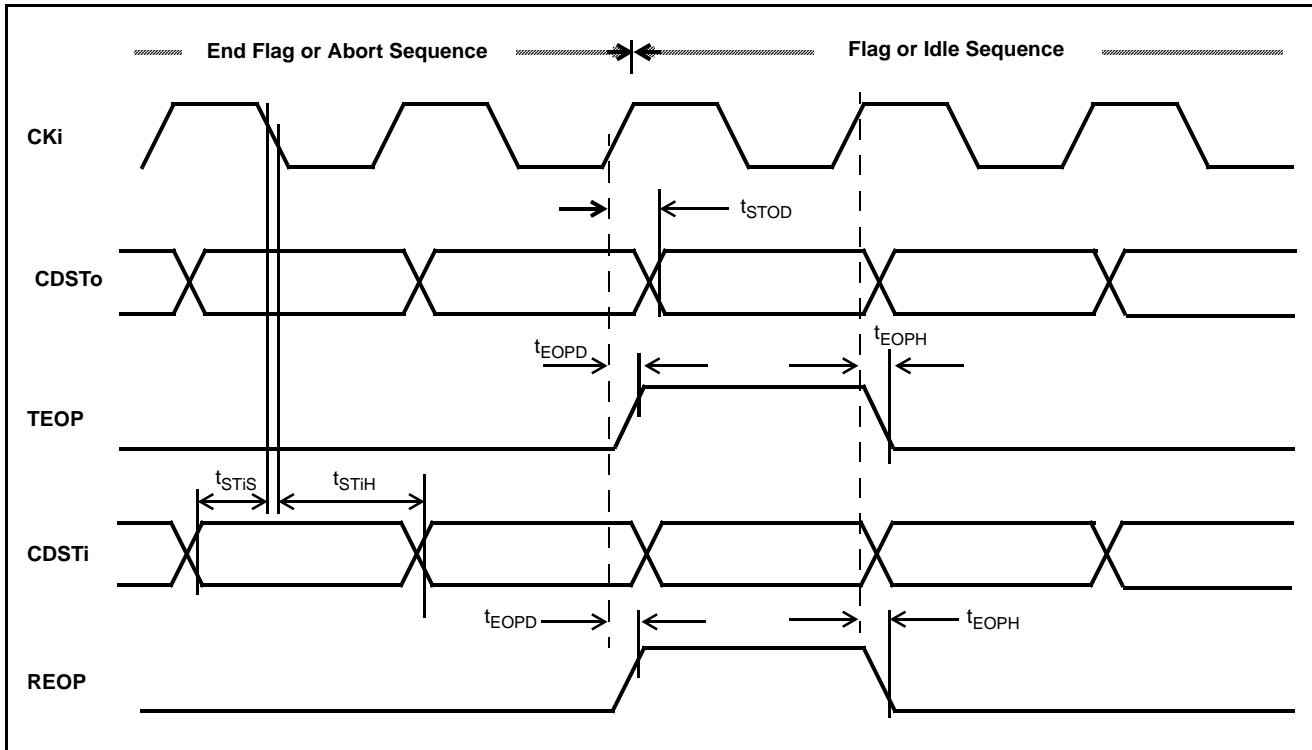 End Flag or Abort Sequence
Flag or Idle Sequence
CKi
tSTOD
CDSTo
tEOPD
tEOPH
TEOP
tSTiS
tSTiH
CDSTi
tEOPD
tEOPH
REOP